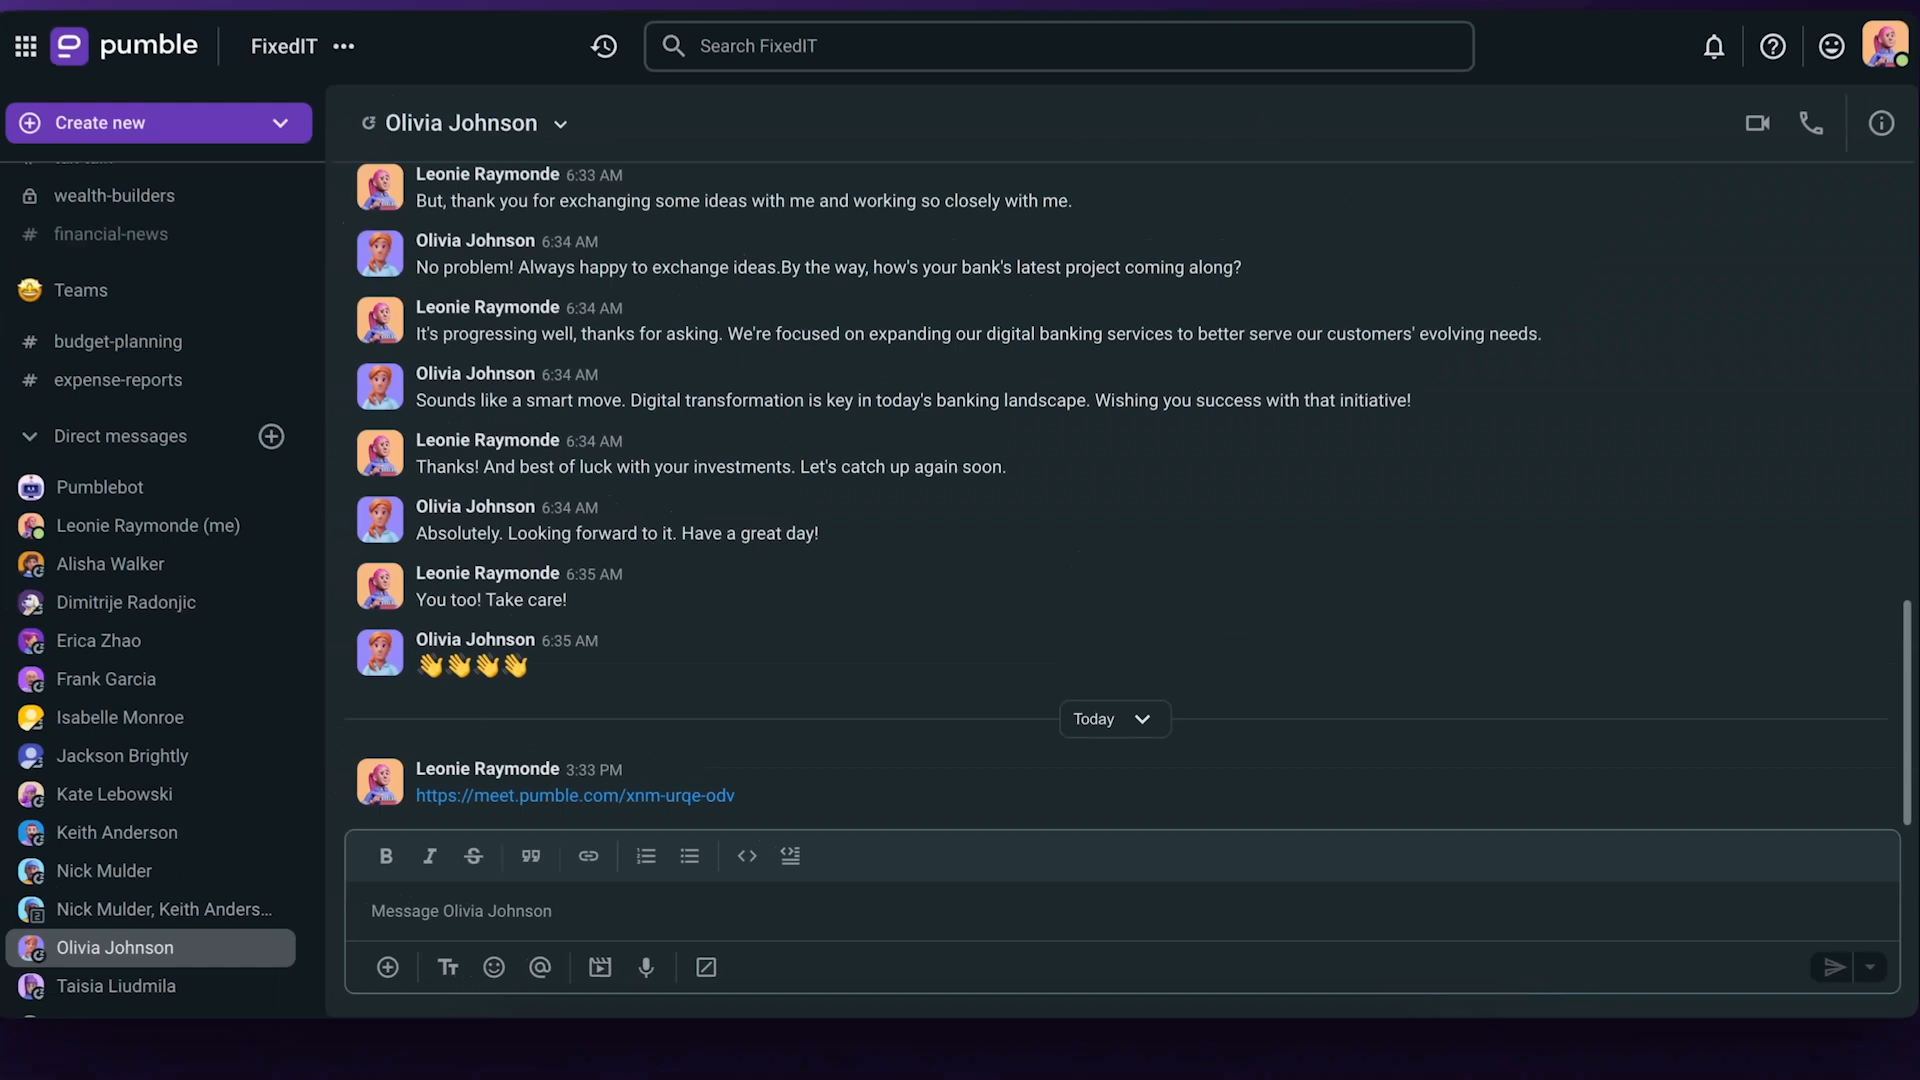 pumble
FixedIT
Search FixedIT
Create new
wealth-builders
financial-news
Teams
budget-planning
expense-reports
Direct messages
Pumblebot
Leonie Raymonde (me)
Alisha Walker
Dimitrije Radonjic
Erica Zhao
Frank Garcia
Isabelle Monroe
Jackson Brightly
Kate Lebowski
Keith Anderson
Nick Mulder
Nick Mulder, Keith Anders...
Olivia Johnson
Taisia Liudmila
Olivia Johnson
Leonie Raymonde 6:33 AM
But, thank you for exchanging some ideas with me and working so closely with me.
Olivia Johnson 6:34 AM
No problem! Always happy to exchange ideas.By the way, how's your bank's latest project coming along?
Leonie Raymonde 6:34 AM
It's progressing well, thanks for asking. We're focused on expanding our digital banking services to better serve our customers' evolving needs.
Olivia Johnson 6:34 AM
Sounds like a smart move. Digital transformation is key in today's banking landscape. Wishing you success with that initiative!
Leonie Raymonde 6:34 AM
Thanks! And best of luck with your investments. Let's catch up again soon.
Olivia Johnson 6:34 AM
Absolutely. Looking forward to it. Have a great day!
Leonie Raymonde 6:35 AM
You too! Take care!
Olivia Johnson 6:35 AM
👋👋👋👋
Today
Leonie Raymonde 3:33 PM
https://meet.pumble.com/xnm-urqe-odv
Message Olivia Johnson